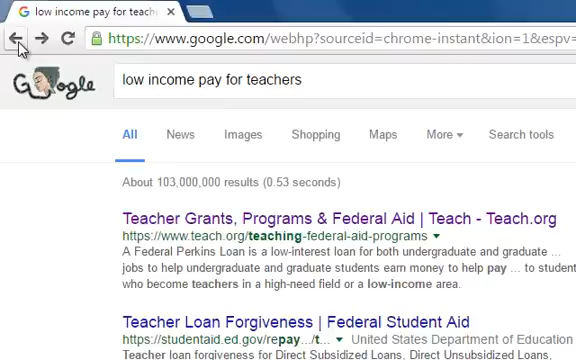 low income pay for teach
https://www.google.com/webhp?sourceid=chrome-instant&ion=1&espv=
Google
low income pay for teachers
All News Images Shopping Maps More Search tools
About 103,000,000 results (0.53 seconds)
Teacher Grants, Programs & Federal Aid | Teach - Teach.org
https://www.teach.org/teaching-federal-aid-programs
A Federal Perkins Loan is a low-interest loan for both undergraduate and graduate ...
jobs to help undergraduate and graduate students earn money to help pay ... to student
who become teachers in a high-need field or a low-income area.
Teacher Loan Forgiveness | Federal Student Aid
https://studentaid.ed.gov/repay.../t... United States Department of Education
Teacher loan forgiveness for Direct Subsidized Loans, Direct Unsubsidized Loans,